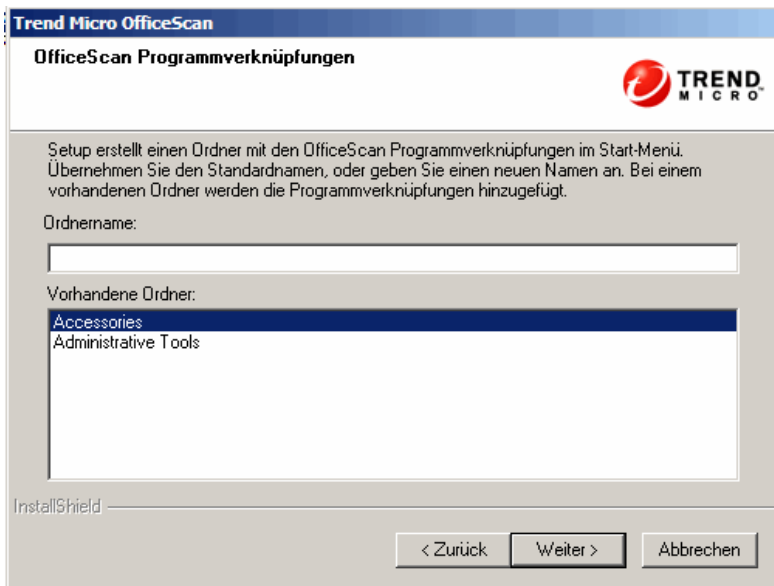 Trend Micro OfficeScan
OfficeScan Programmverknüpfungen
TREND
MICRO
Setup erstellt einen Ordner mit den OfficeScan Programmverknüpfungen im Start-Menü.
Übernehmen Sie den Standardnamen, oder geben Sie einen neuen Namen an. Bei einem
vorhandenen Ordner werden die Programmverknüpfungen hinzugefügt.
Ordnername:
Vorhandene Ordner:
Accessories
Administrative Tools
InstallShield
< Zurück
Weiter >
Abbrechen